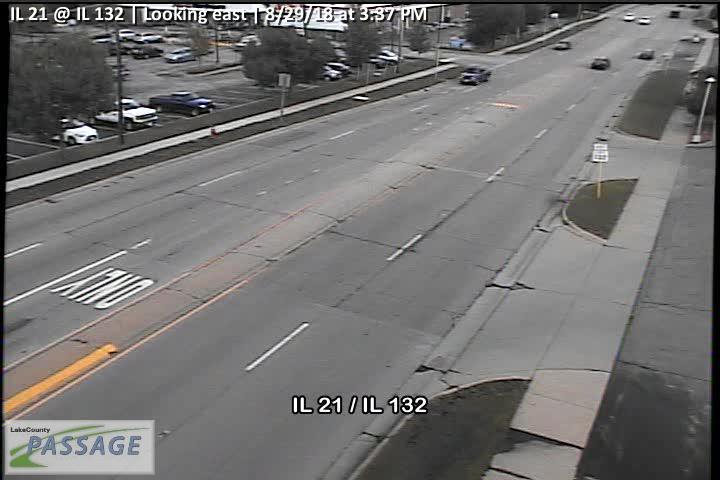 IL 21 @ IL 132 | Looking east | 8/29/18 at 3:37 PM
ONLY
IL 21 / IL 132
LakeCounty
PASSAGE